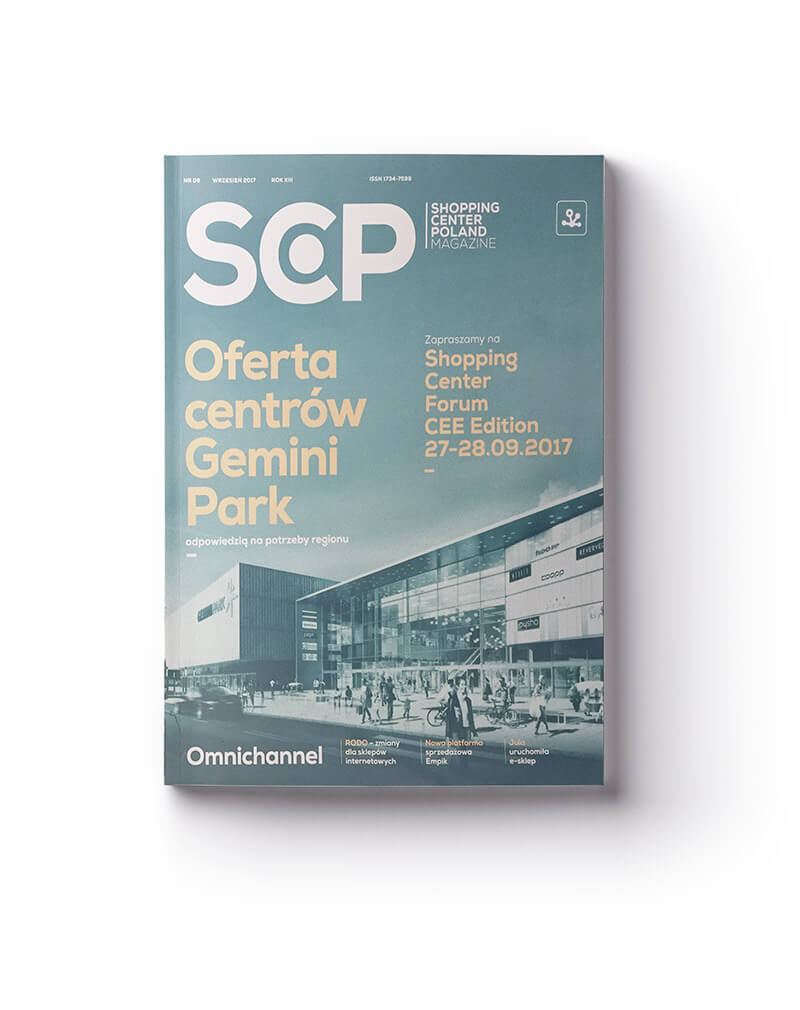 NR 09 WRZESIEŃ 2017 ROK XIII ISSN 1734-7599
SCP
SHOPPING
CENTER
POLAND
MAGAZINE
Oferta
centrów
Gemini
Park
odpowiedzią na potrzeby regionu
Zapraszamy na
Shopping
Center
Forum
CEE Edition
27-28.09.2017
RESERVED
Omnichannel
RODO – zmiany
dla sklepów
internetowych
Nowa platforma
sprzedażowa
Empik
Jula
uruchomiła
e-sklep